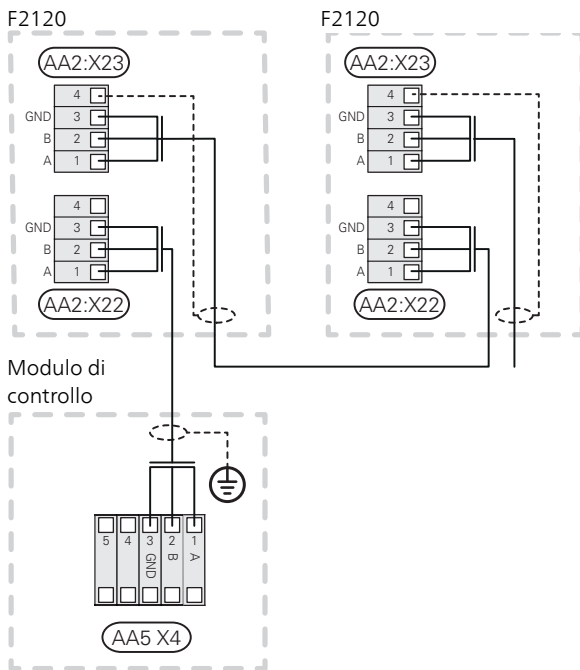 F2120
F2120
AA2:X23
AA2:X23
4
4
GND 3
GND 3
B 2
B 2
A 1
A 1
4
4
GND 3
GND 3
B 2
B 2
A 1
A 1
AA2:X22
AA2:X22
Modulo di
controllo
5 4 3 2 1
GND B A
AA5 X4